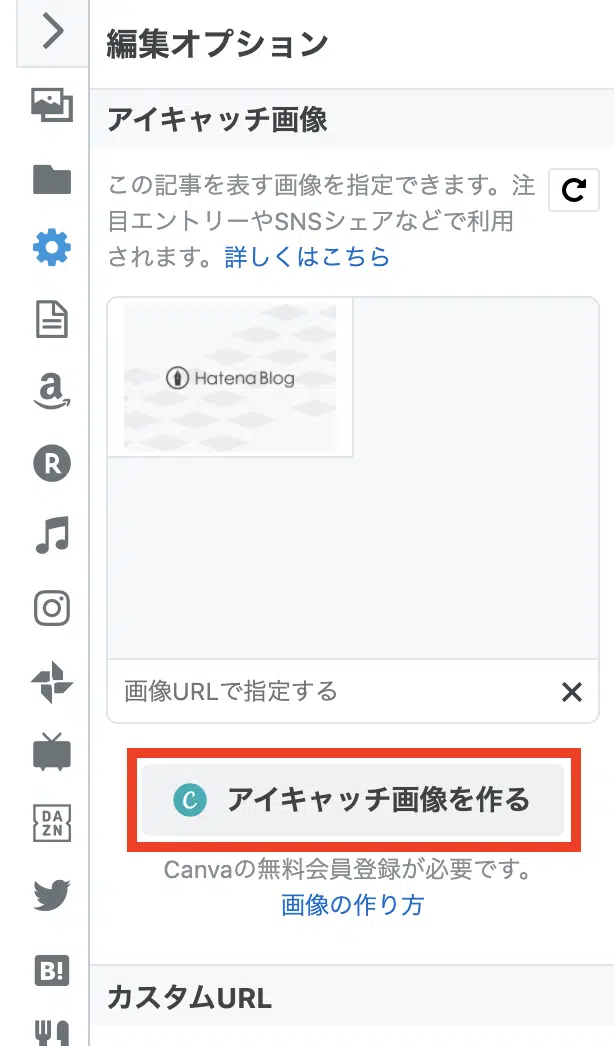 編集オプション
アイキャッチ画像
この記事を表す画像を指定できます。注
目エントリーやSNSシェアなどで利用
されます。詳しくはこちら
Hatena Blog
画像URLで指定する
アイキャッチ画像を作る
Canvaの無料会員登録が必要です。
画像の作り方
a
R
DA
ZN
B!
カスタムURL